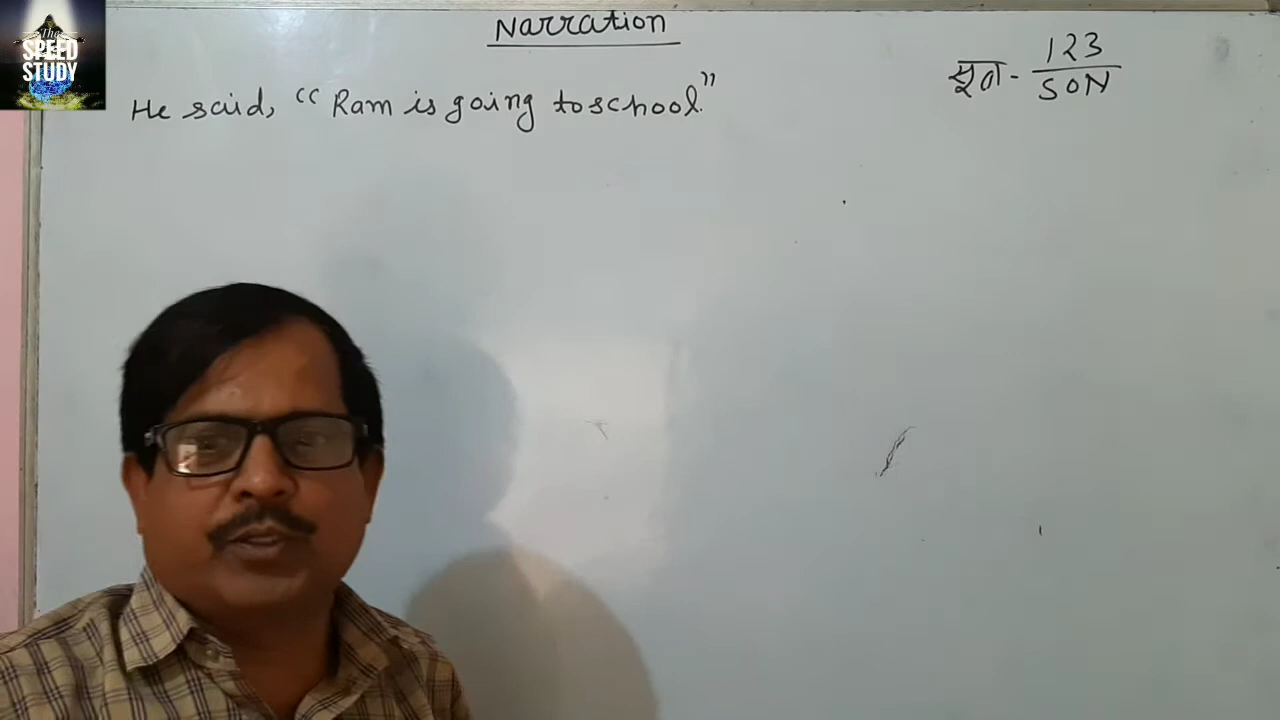 The
SPEED
STUDY
Narration
He said, “Ram is going to school.”
सूत्र - 123
SON